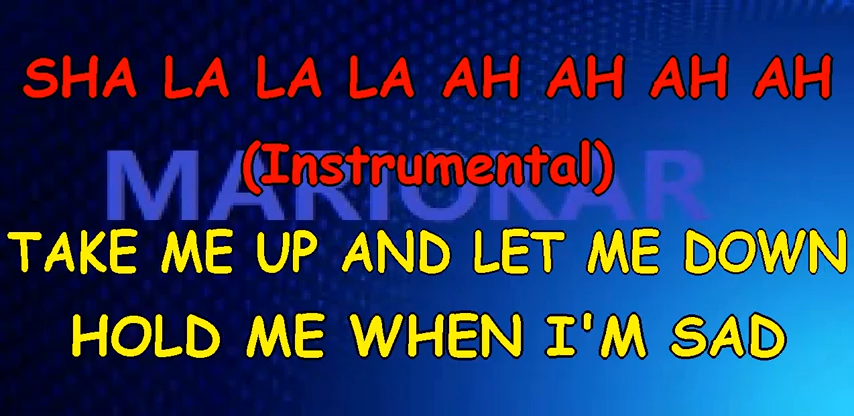 SHA LA LA LA AH AH AH AH
(Instrumental)
MARIOKAR
TAKE ME UP AND LET ME DOWN
HOLD ME WHEN I'M SAD